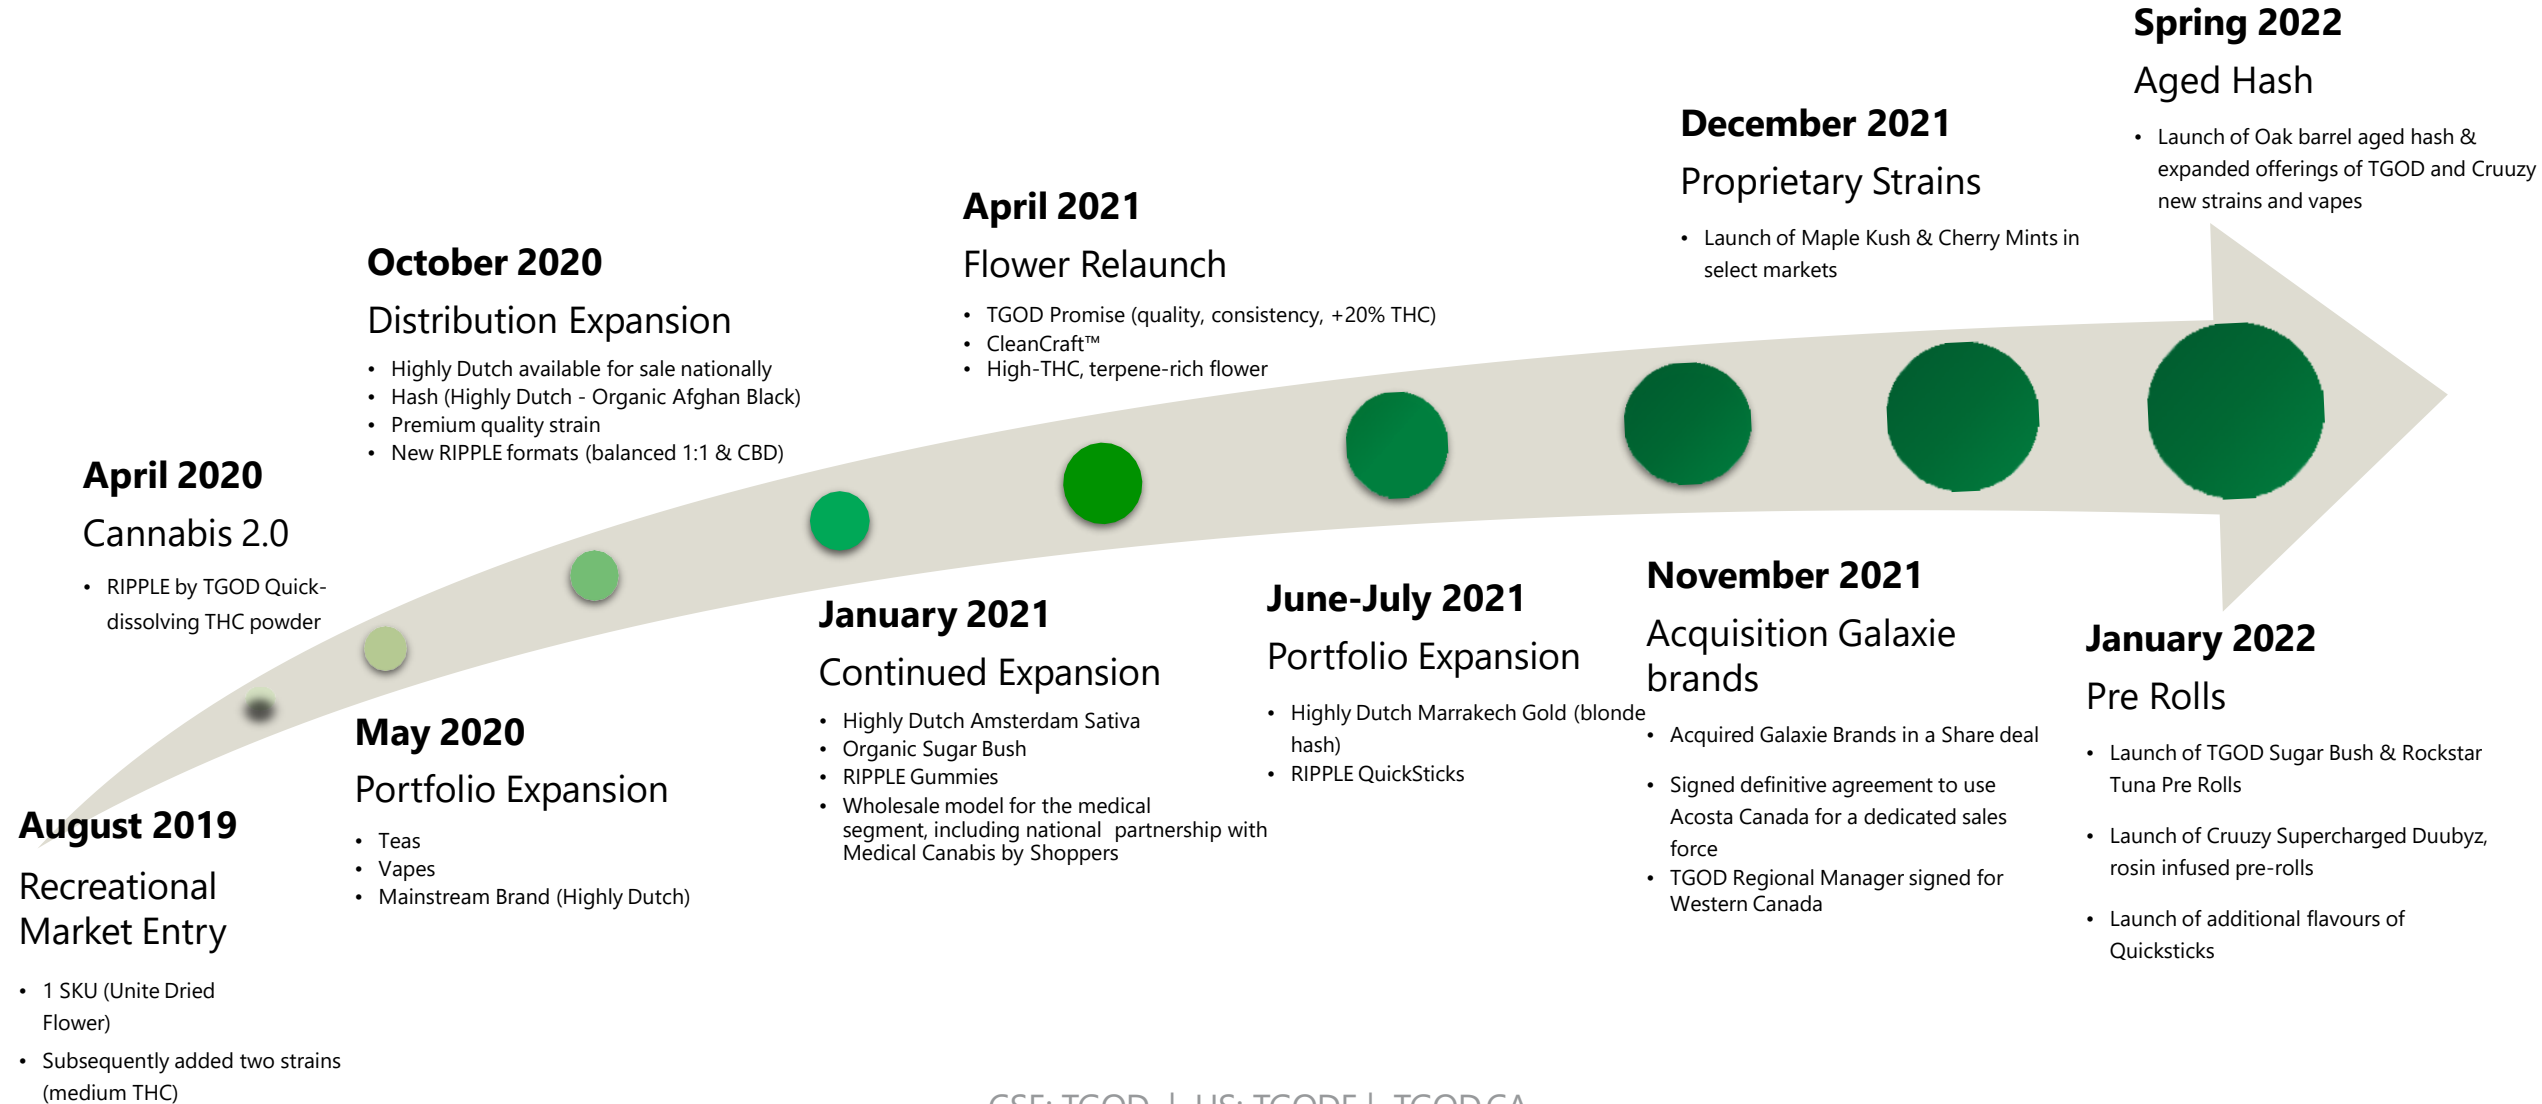 August 2019
Recreational
Market Entry
• 1 SKU (Unite Dried
Flower)
• Subsequently added two strains
(medium THC)
April 2020
Cannabis 2.0
• RIPPLE by TGOD Quick-
dissolving THC powder
May 2020
Portfolio Expansion
• Teas
• Vapes
• Mainstream Brand (Highly Dutch)
October 2020
Distribution Expansion
• Highly Dutch available for sale nationally
• Hash (Highly Dutch - Organic Afghan Black)
• Premium quality strain
• New RIPPLE formats (balanced 1:1 & CBD)
January 2021
Continued Expansion
• Highly Dutch Amsterdam Sativa
• Organic Sugar Bush
• RIPPLE Gummies
• Wholesale model for the medical
segment, including national partnership with
Medical Canabis by Shoppers
April 2021
Flower Relaunch
• TGOD Promise (quality, consistency, +20% THC)
• CleanCraft™
• High-THC, terpene-rich flower
June-July 2021
Portfolio Expansion
• Highly Dutch Marrakech Gold (blonde
hash)
• RIPPLE QuickSticks
November 2021
Acquisition Galaxie
brands
• Acquired Galaxie Brands in a Share deal
• Signed definitive agreement to use
Acosta Canada for a dedicated sales
force
• TGOD Regional Manager signed for
Western Canada
December 2021
Proprietary Strains
• Launch of Maple Kush & Cherry Mints in
select markets
January 2022
Pre Rolls
• Launch of TGOD Sugar Bush & Rockstar
Tuna Pre Rolls
• Launch of Cruuzy Supercharged Duubyz,
rosin infused pre-rolls
• Launch of additional flavours of
Quicksticks
Spring 2022
Aged Hash
• Launch of Oak barrel aged hash &
expanded offerings of TGOD and Cruuzy
new strains and vapes
CSE: TGOD | US: TGODF | TGOD.CA